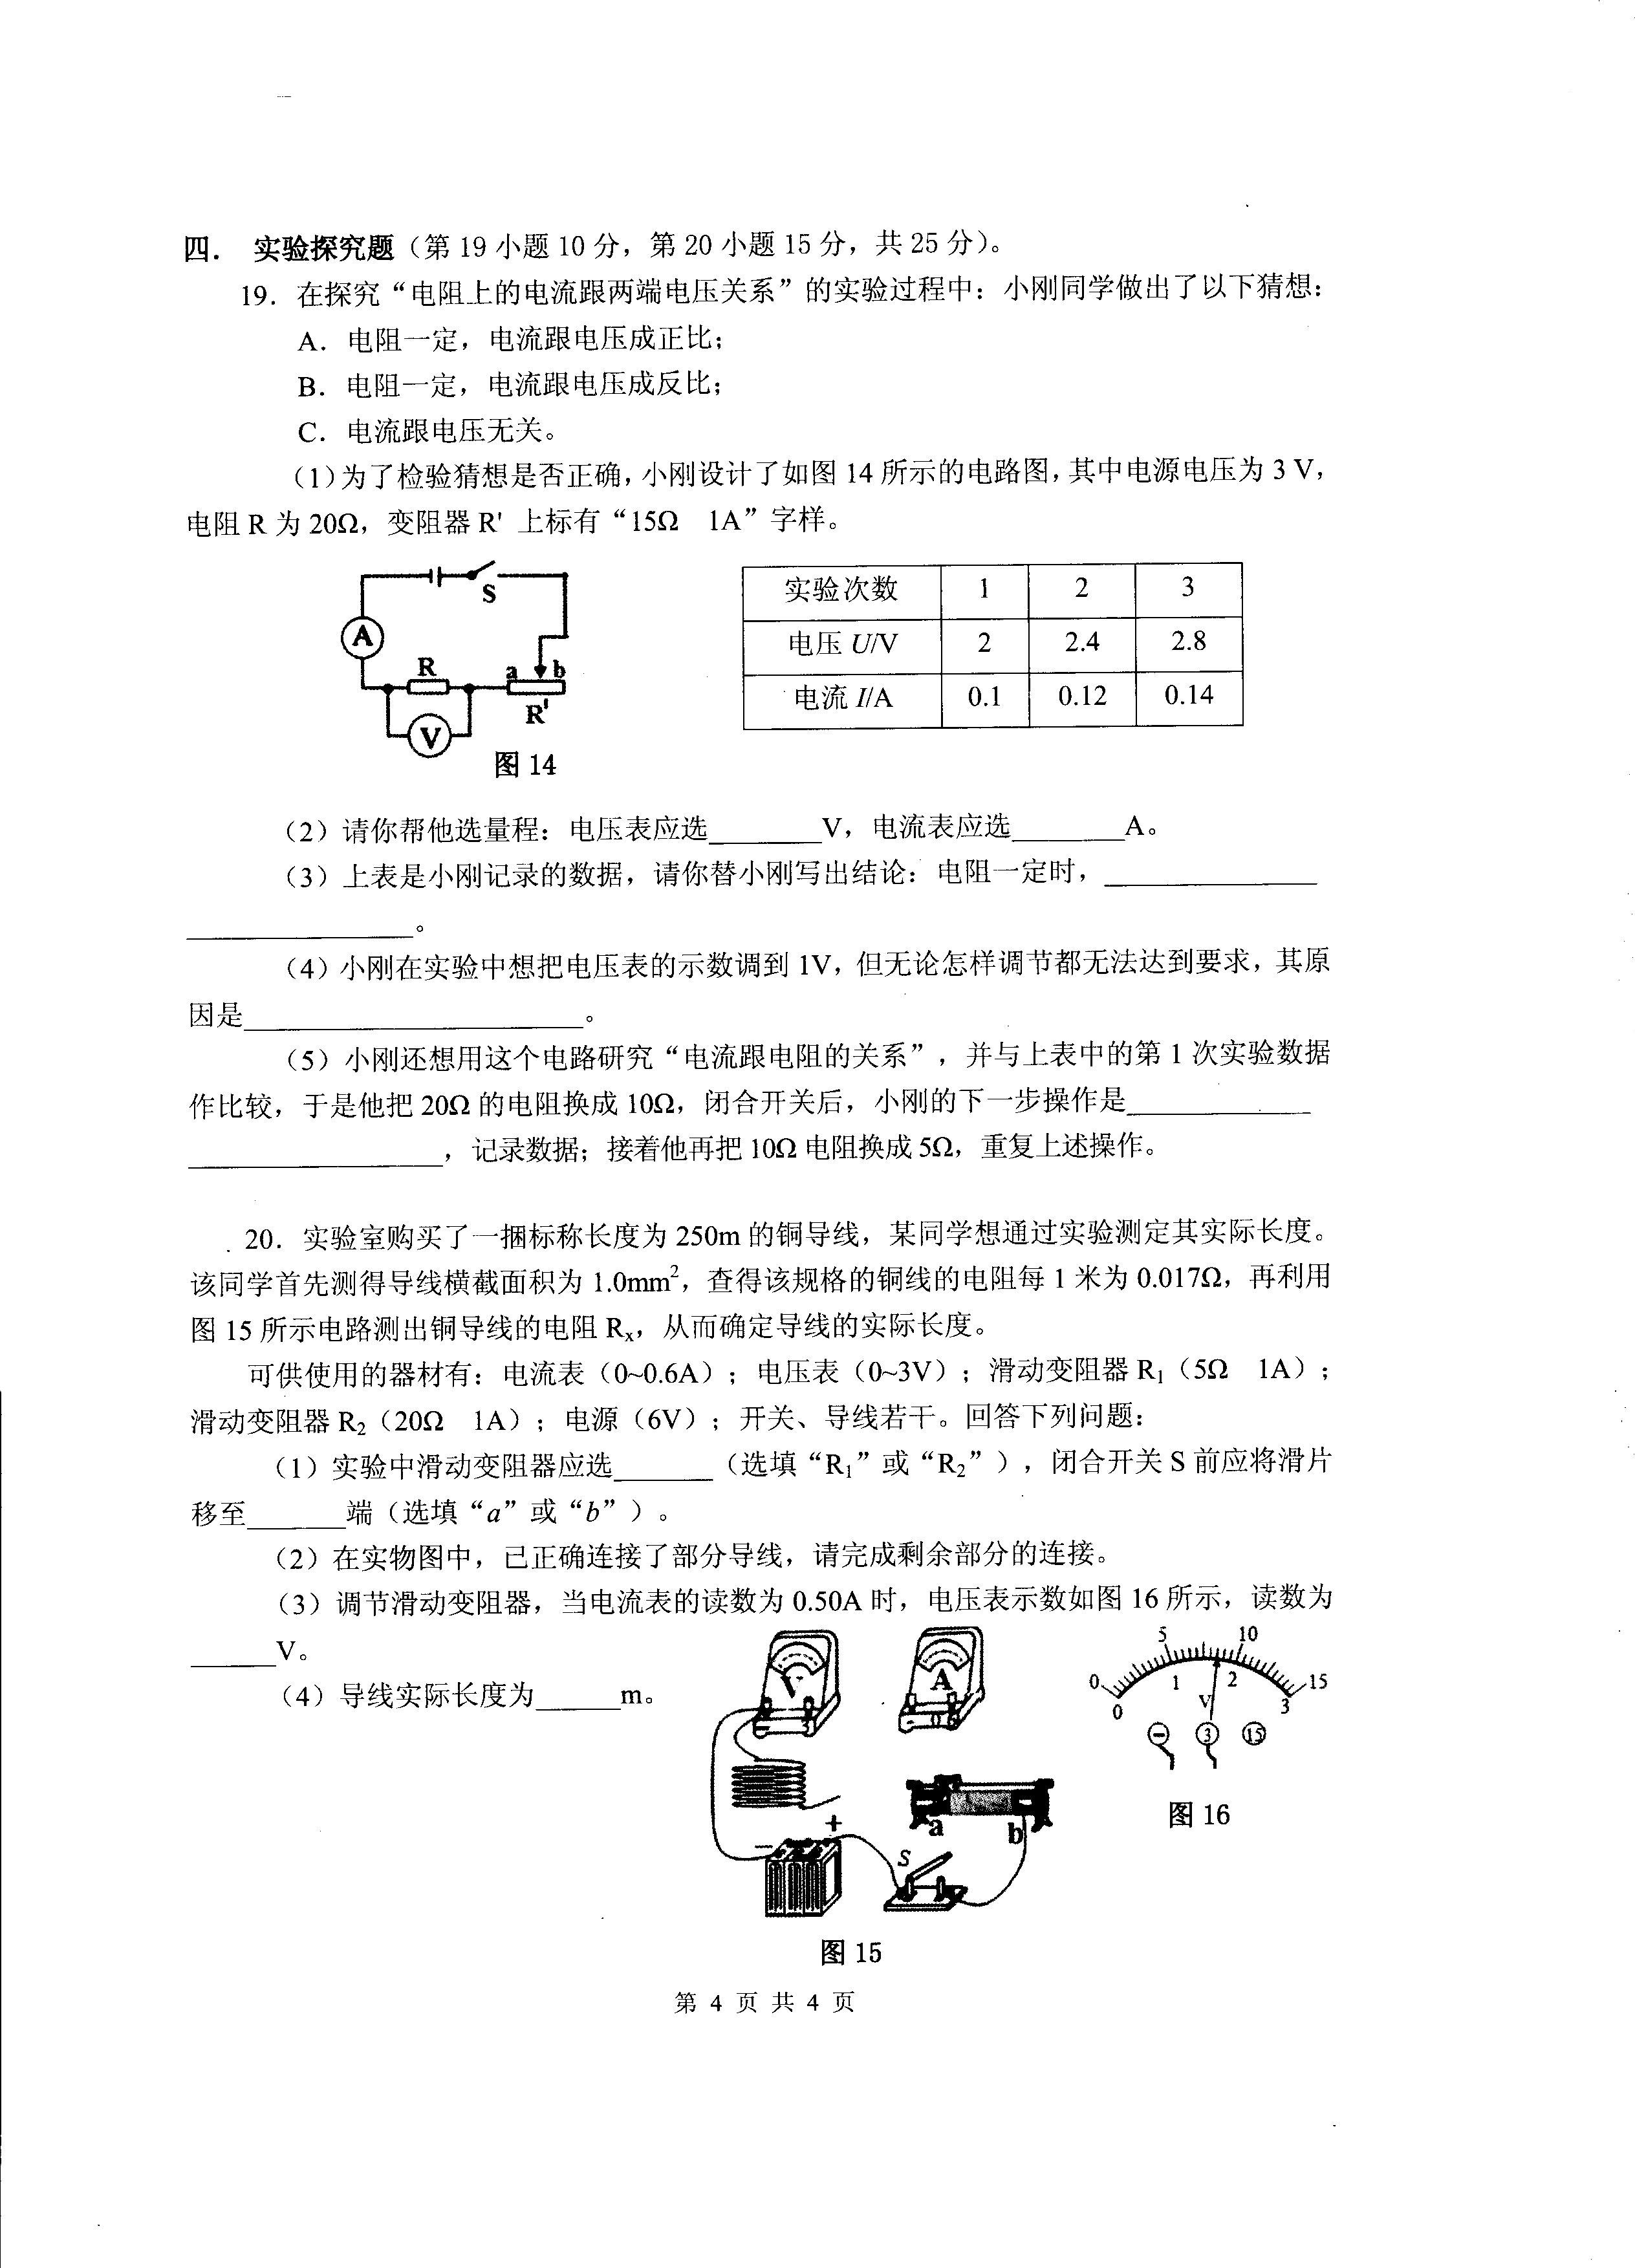 四. 实验探究题（第 19 小题 10 分，第 20 小题 15 分，共 25 分）。
19. 在探究“电阻上的电流跟两端电压关系”的实验过程中：小刚同学做出了以下猜想：
A. 电阻一定，电流跟电压成正比；
B. 电阻一定，电流跟电压成反比；
C. 电流跟电压无关。
（1）为了检验猜想是否正确，小刚设计了如图 14 所示的电路图，其中电源电压为 3 V，
电阻 R 为 20Ω，变阻器 R' 上标有“15Ω 1A”字样。
S
A
R
a b
R'
V
图 14
实验次数 1 2 3
电压 U/V 2 2.4 2.8
电流 I/A 0.1 0.12 0.14
（2）请你帮他选量程：电压表应选________V，电流表应选________A。
（3）上表是小刚记录的数据，请你替小刚写出结论：电阻一定时，_______________
________________。
（4）小刚在实验中想把电压表的示数调到 1V，但无论怎样调节都无法达到要求，其原
因是________________________。
（5）小刚还想用这个电路研究“电流跟电阻的关系”，并与上表中的第 1 次实验数据
作比较，于是他把 20Ω 的电阻换成 10Ω，闭合开关后，小刚的下一步操作是_____________
__________________，记录数据；接着他再把 10Ω 电阻换成 5Ω，重复上述操作。
20. 实验室购买了一捆标称长度为 250m 的铜导线，某同学想通过实验测定其实际长度。
该同学首先测得导线横截面积为 1.0mm²，查得该规格的铜线的电阻每 1 米为 0.017Ω，再利用
图 15 所示电路测出铜导线的电阻 Rₓ，从而确定导线的实际长度。
可供使用的器材有：电流表（0~0.6A）；电压表（0~3V）；滑动变阻器 R₁（5Ω 1A）；
滑动变阻器 R₂（20Ω 1A）；电源（6V）；开关、导线若干。回答下列问题：
（1）实验中滑动变阻器应选_______（选填“R₁”或“R₂”），闭合开关 S 前应将滑片
移至_______端（选填“a”或“b”）。
（2）在实物图中，已正确连接了部分导线，请完成剩余部分的连接。
（3）调节滑动变阻器，当电流表的读数为 0.50A 时，电压表示数如图 16 所示，读数为
______V。
（4）导线实际长度为______m。
V
- 3
A
- 0.6
a b
- +
S
图 15
0 5 10 15
0 1 2 3
V
- 3 15
图 16
第 4 页 共 4 页